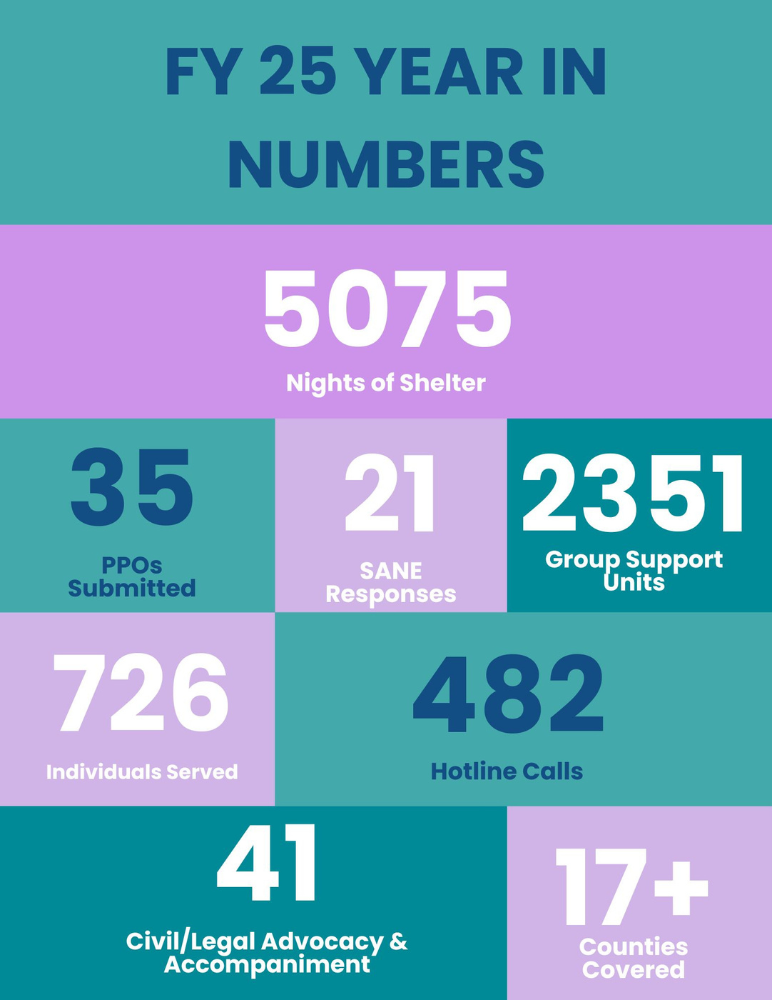 FY 25 YEAR IN
NUMBERS
5075
Nights of Shelter
35
PPOs
Submitted
21
SANE
Responses
2351
Group Support
Units
726
Individuals Served
482
Hotline Calls
41
Civil/Legal Advocacy &
Accompaniment
17+
Counties
Covered